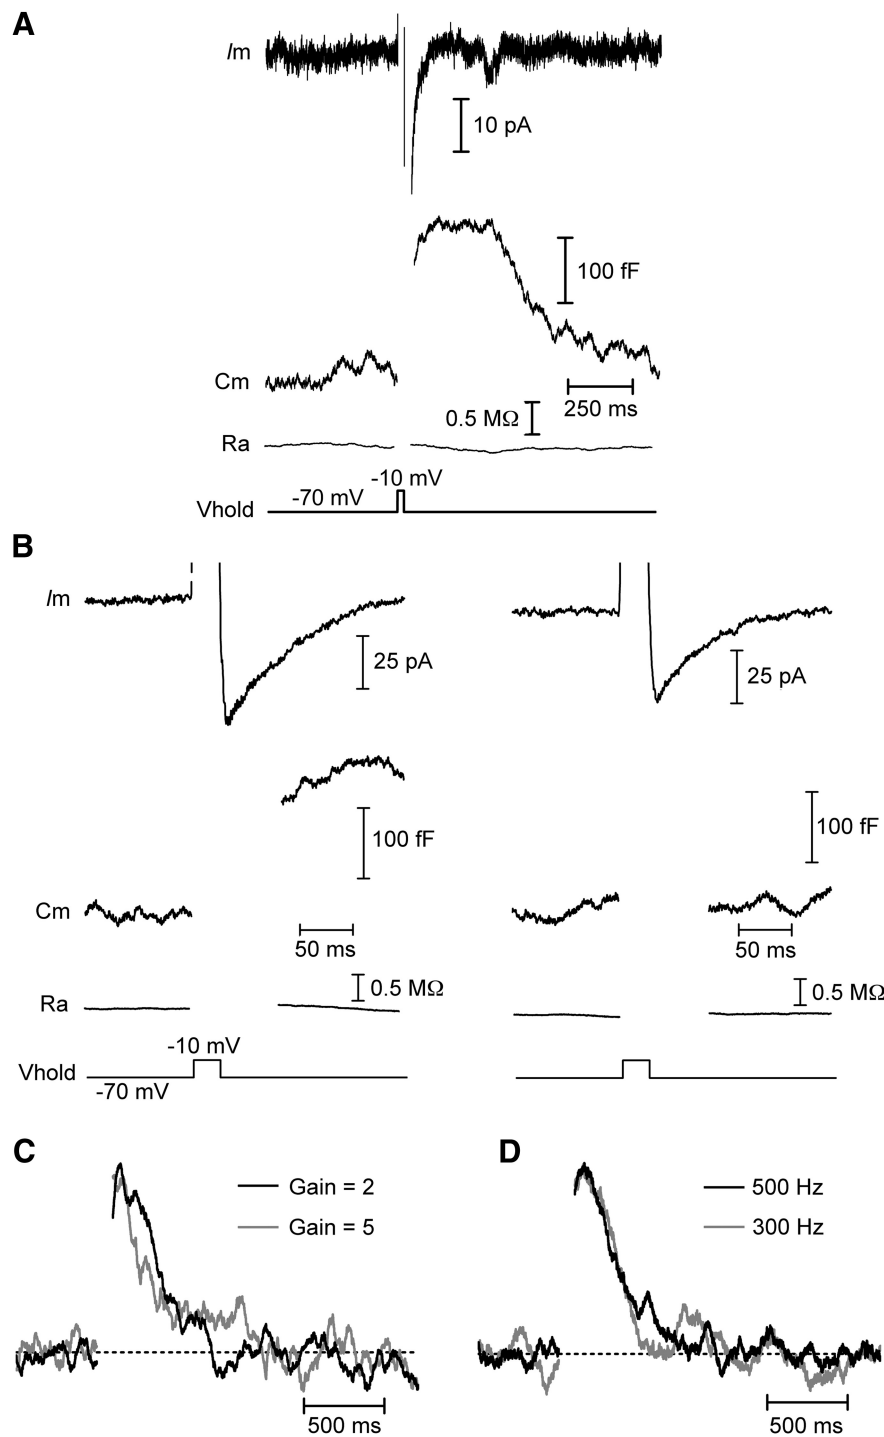 A
Im
10 pA
100 fF
Cm
250 ms
0.5 MΩ
Ra
-10 mV
-70 mV
Vhold
B
Im
25 pA
25 pA
100 fF
100 fF
Cm
50 ms
50 ms
0.5 MΩ
0.5 MΩ
Ra
-10 mV
Vhold
-70 mV
C
Gain = 2
Gain = 5
500 ms
D
500 Hz
300 Hz
500 ms